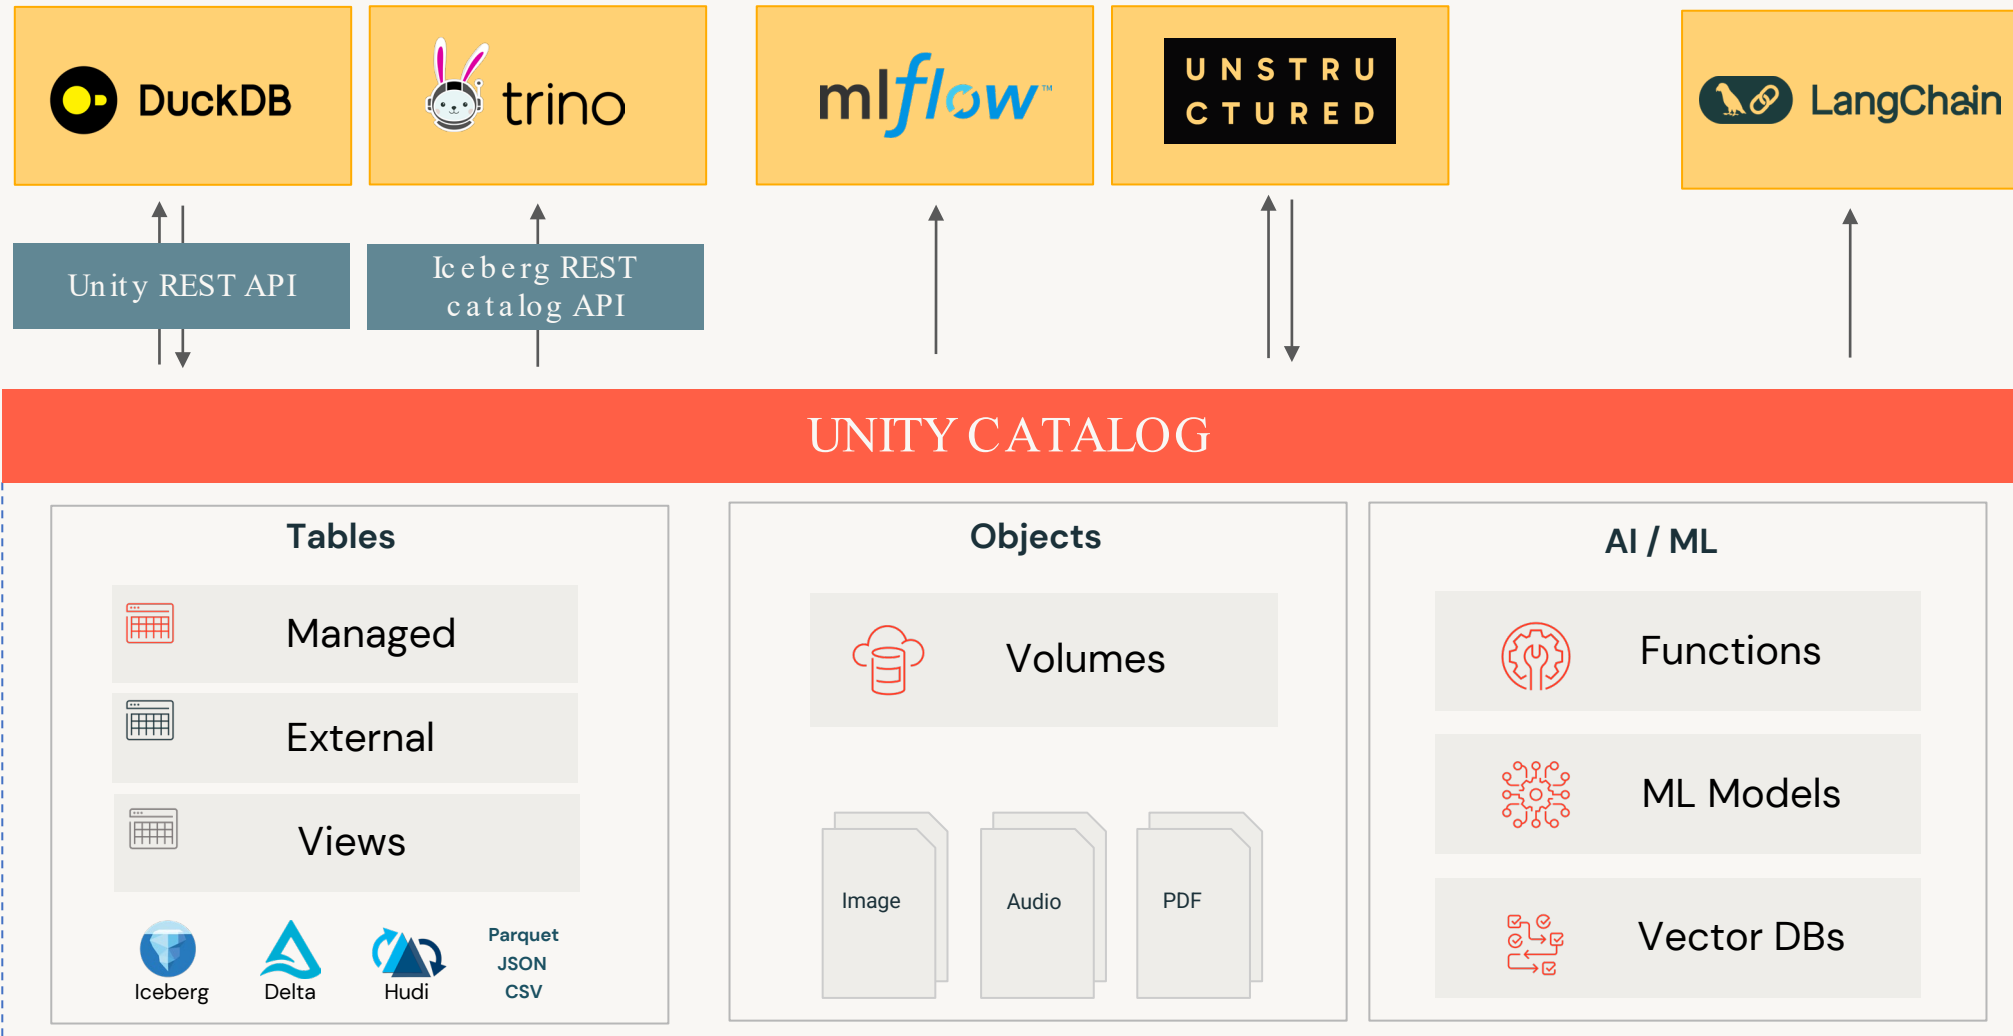 DuckDB
trino
mlflow™
UNSTRU
CTURED
LangChain
Unity REST API
Iceberg REST
catalog API
UNITY CATALOG
Tables
Managed
External
Views
Iceberg
Delta
Hudi
Parquet
JSON
CSV
Objects
Volumes
Image
Audio
PDF
AI / ML
Functions
ML Models
Vector DBs